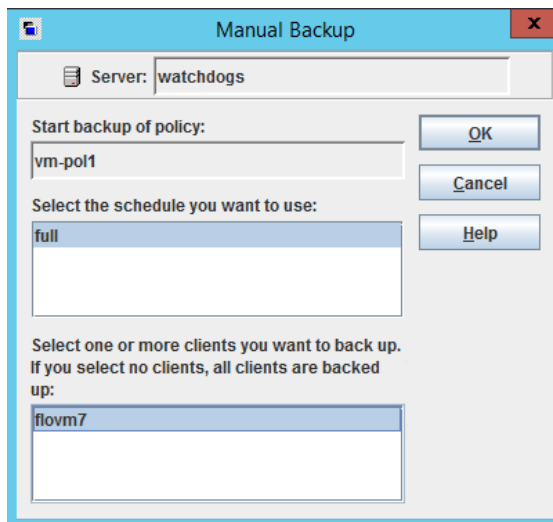 Manual Backup
x
Server: watchdogs
Start backup of policy:
OK
vm-pol1
Cancel
Select the schedule you want to use:
full
Help
Select one or more clients you want to back up.
If you select no clients, all clients are backed
up:
flovm7